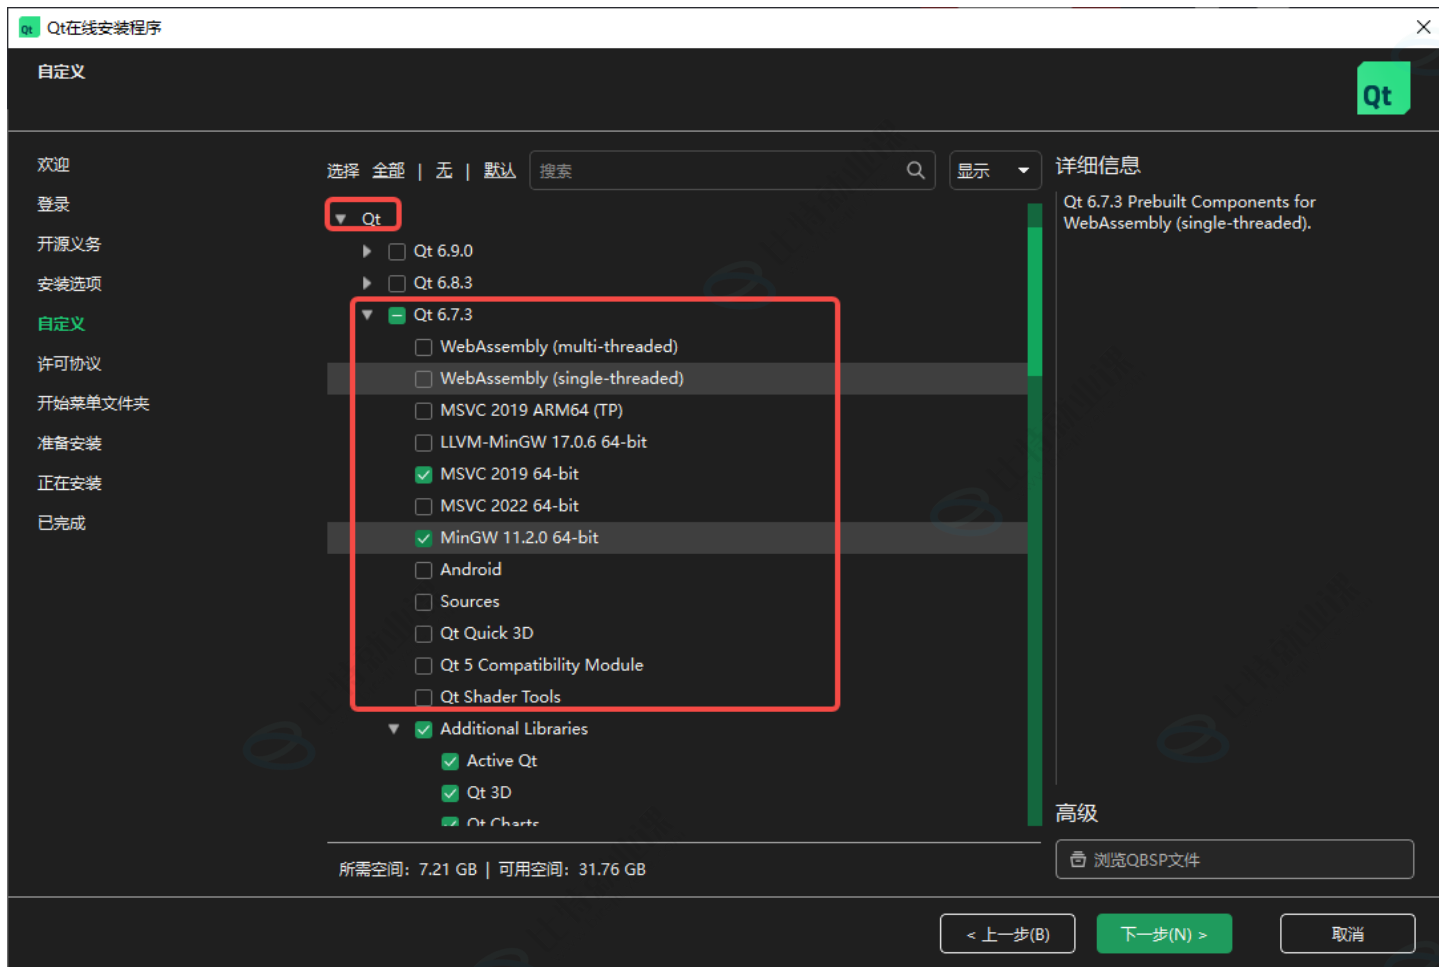 Qt Qt在线安装程序
自定义
Qt
欢迎
登录
开源义务
安装选项
自定义
许可协议
开始菜单文件夹
准备安装
正在安装
已完成
选择 全部 | 无 | 默认 搜索 显示
Qt
Qt 6.9.0
Qt 6.8.3
Qt 6.7.3
WebAssembly (multi-threaded)
WebAssembly (single-threaded)
MSVC 2019 ARM64 (TP)
LLVM-MinGW 17.0.6 64-bit
MSVC 2019 64-bit
MSVC 2022 64-bit
MinGW 11.2.0 64-bit
Android
Sources
Qt Quick 3D
Qt 5 Compatibility Module
Qt Shader Tools
Additional Libraries
Active Qt
Qt 3D
Qt Charts
所需空间: 7.21 GB | 可用空间: 31.76 GB
详细信息
Qt 6.7.3 Prebuilt Components for
WebAssembly (single-threaded).
高级
浏览QBSP文件
< 上一步(B) 下一步(N) > 取消